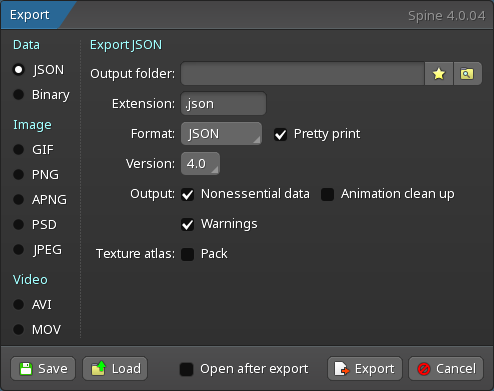 Export
Spine 4.0.04
Data
JSON
Binary
Image
GIF
PNG
APNG
PSD
JPEG
Video
AVI
MOV
Export JSON
Output folder:
Extension: .json
Format: JSON Pretty print
Version: 4.0
Output: Nonessential data Animation clean up
Warnings
Texture atlas: Pack
Save Load Open after export Export Cancel